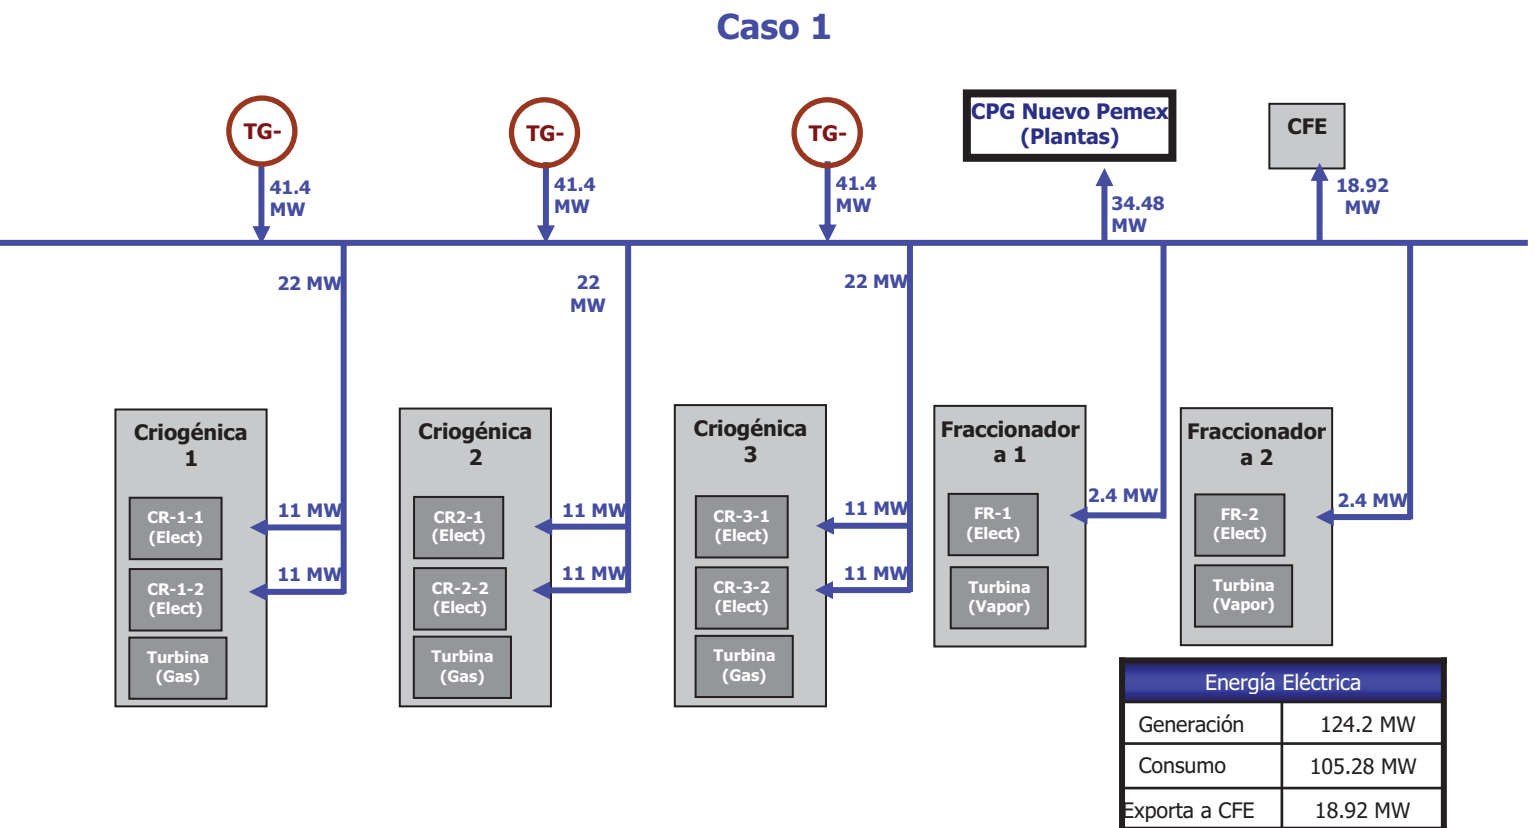 Caso 1
TG-
TG-
TG-
CPG Nuevo Pemex
(Plantas)
CFE
41.4
MW
41.4
MW
41.4
MW
34.48
MW
18.92
MW
22 MW
22
MW
22 MW
Criogénica
1
CR-1-1
(Elect)
CR-1-2
(Elect)
Turbina
(Gas)
11 MW
11 MW
Criogénica
2
CR2-1
(Elect)
CR-2-2
(Elect)
Turbina
(Gas)
11 MW
11 MW
Criogénica
3
CR-3-1
(Elect)
CR-3-2
(Elect)
Turbina
(Gas)
11 MW
11 MW
Fraccionador
a 1
FR-1
(Elect)
Turbina
(Vapor)
2.4 MW
Fraccionador
a 2
FR-2
(Elect)
Turbina
(Vapor)
2.4 MW
Energía Eléctrica
Generación 124.2 MW
Consumo 105.28 MW
Exporta a CFE 18.92 MW